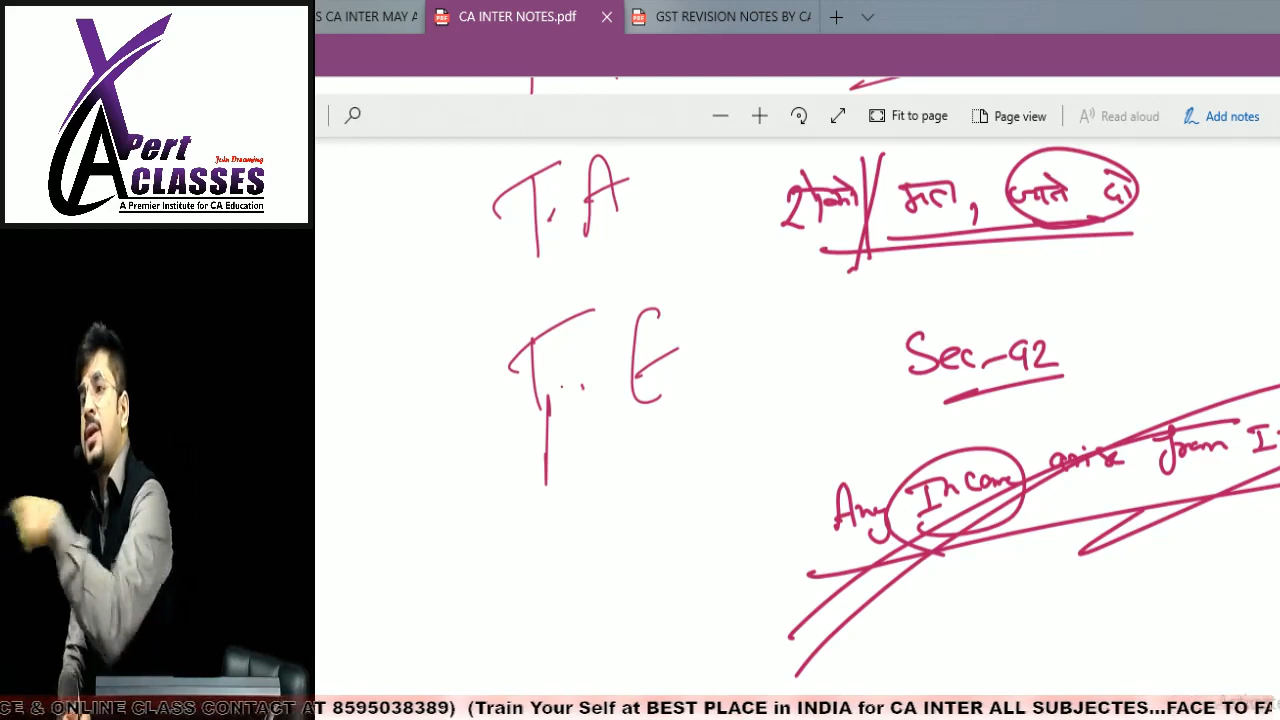 S CA INTER MAY A
CA INTER NOTES.pdf
GST REVISION NOTES BY CA
Fit to page
Page view
Read aloud
Add notes
XPert
Join Dreaming
CA CLASSES
A Premier Institute for CA Education
T. A
रोको / मत, जाने दो
T.. E
Sec-92
Any Income arise from I
CE & ONLINE CLASS CONTACT AT 8595038389) (Train Your Self at BEST PLACE in INDIA for CA INTER ALL SUBJECTES...FACE TO FA